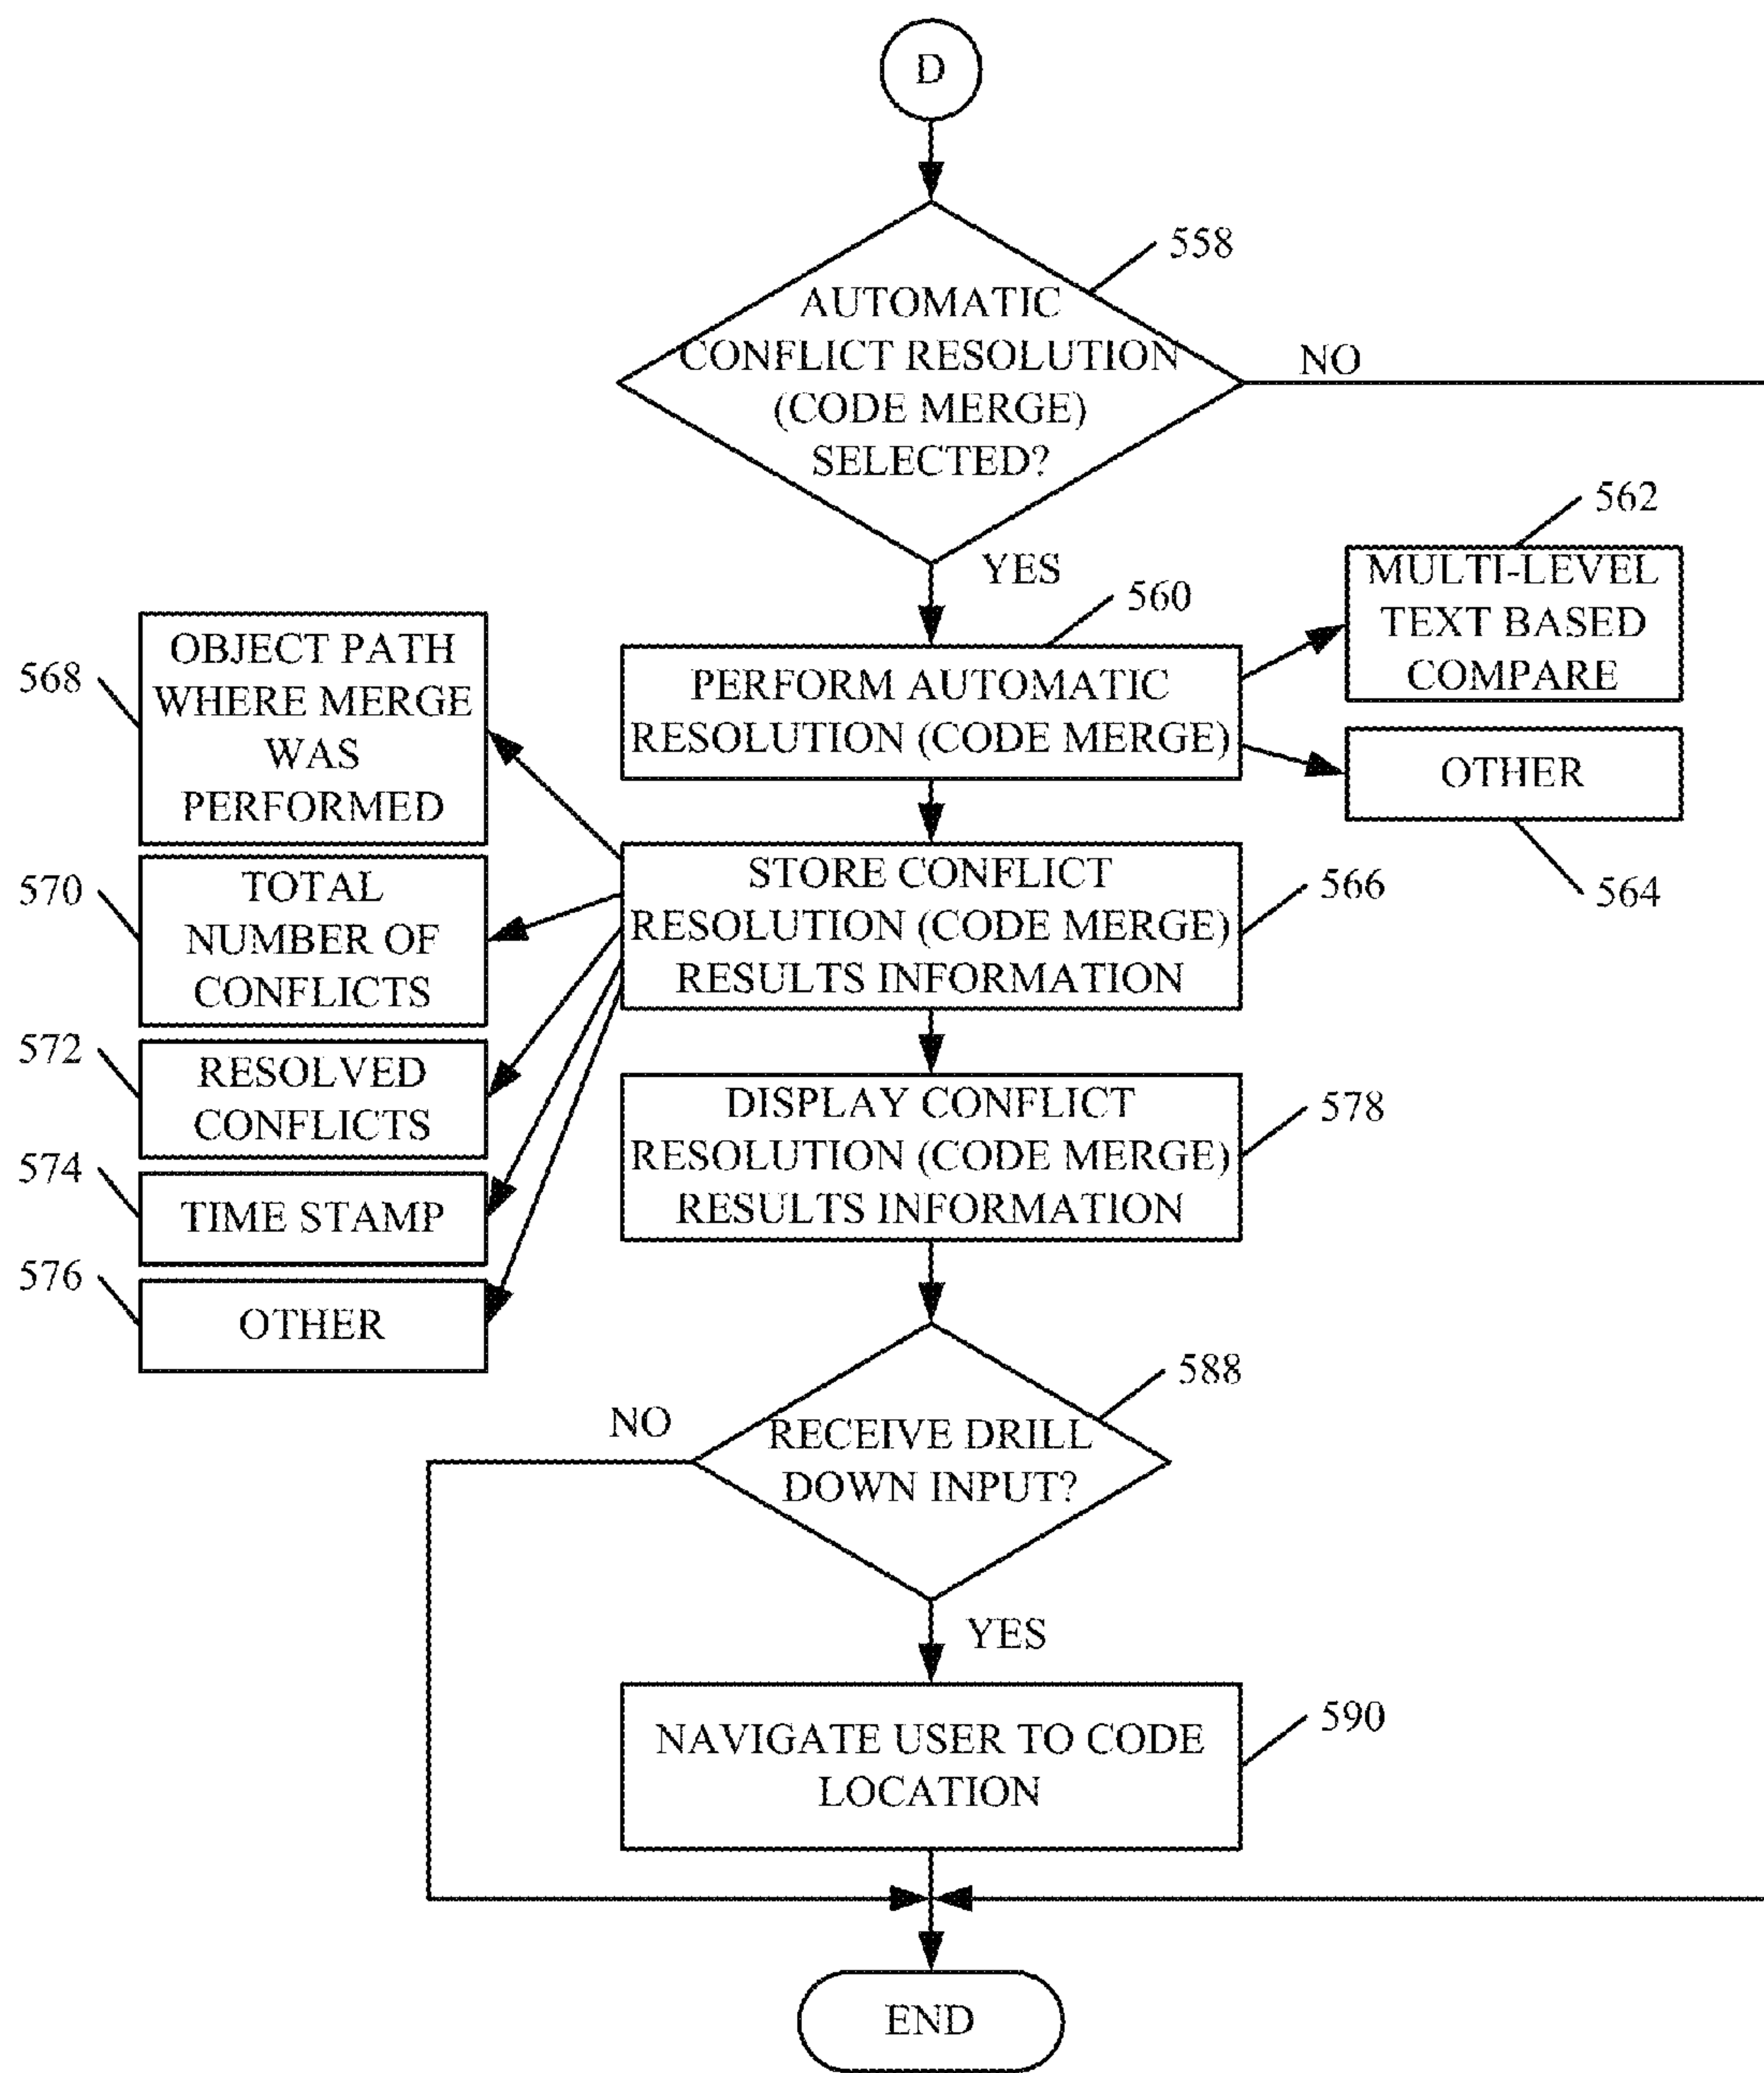 D
558
AUTOMATIC
CONFLICT RESOLUTION
(CODE MERGE)
SELECTED?
NO
YES
562
MULTI-LEVEL
TEXT BASED
COMPARE
560
PERFORM AUTOMATIC
RESOLUTION (CODE MERGE)
OTHER
564
568
OBJECT PATH
WHERE MERGE
WAS
PERFORMED
STORE CONFLICT
RESOLUTION (CODE MERGE)
RESULTS INFORMATION
566
570
TOTAL
NUMBER OF
CONFLICTS
572
RESOLVED
CONFLICTS
574
TIME STAMP
576
OTHER
DISPLAY CONFLICT
RESOLUTION (CODE MERGE)
RESULTS INFORMATION
578
588
RECEIVE DRILL
DOWN INPUT?
NO
YES
590
NAVIGATE USER TO CODE
LOCATION
END